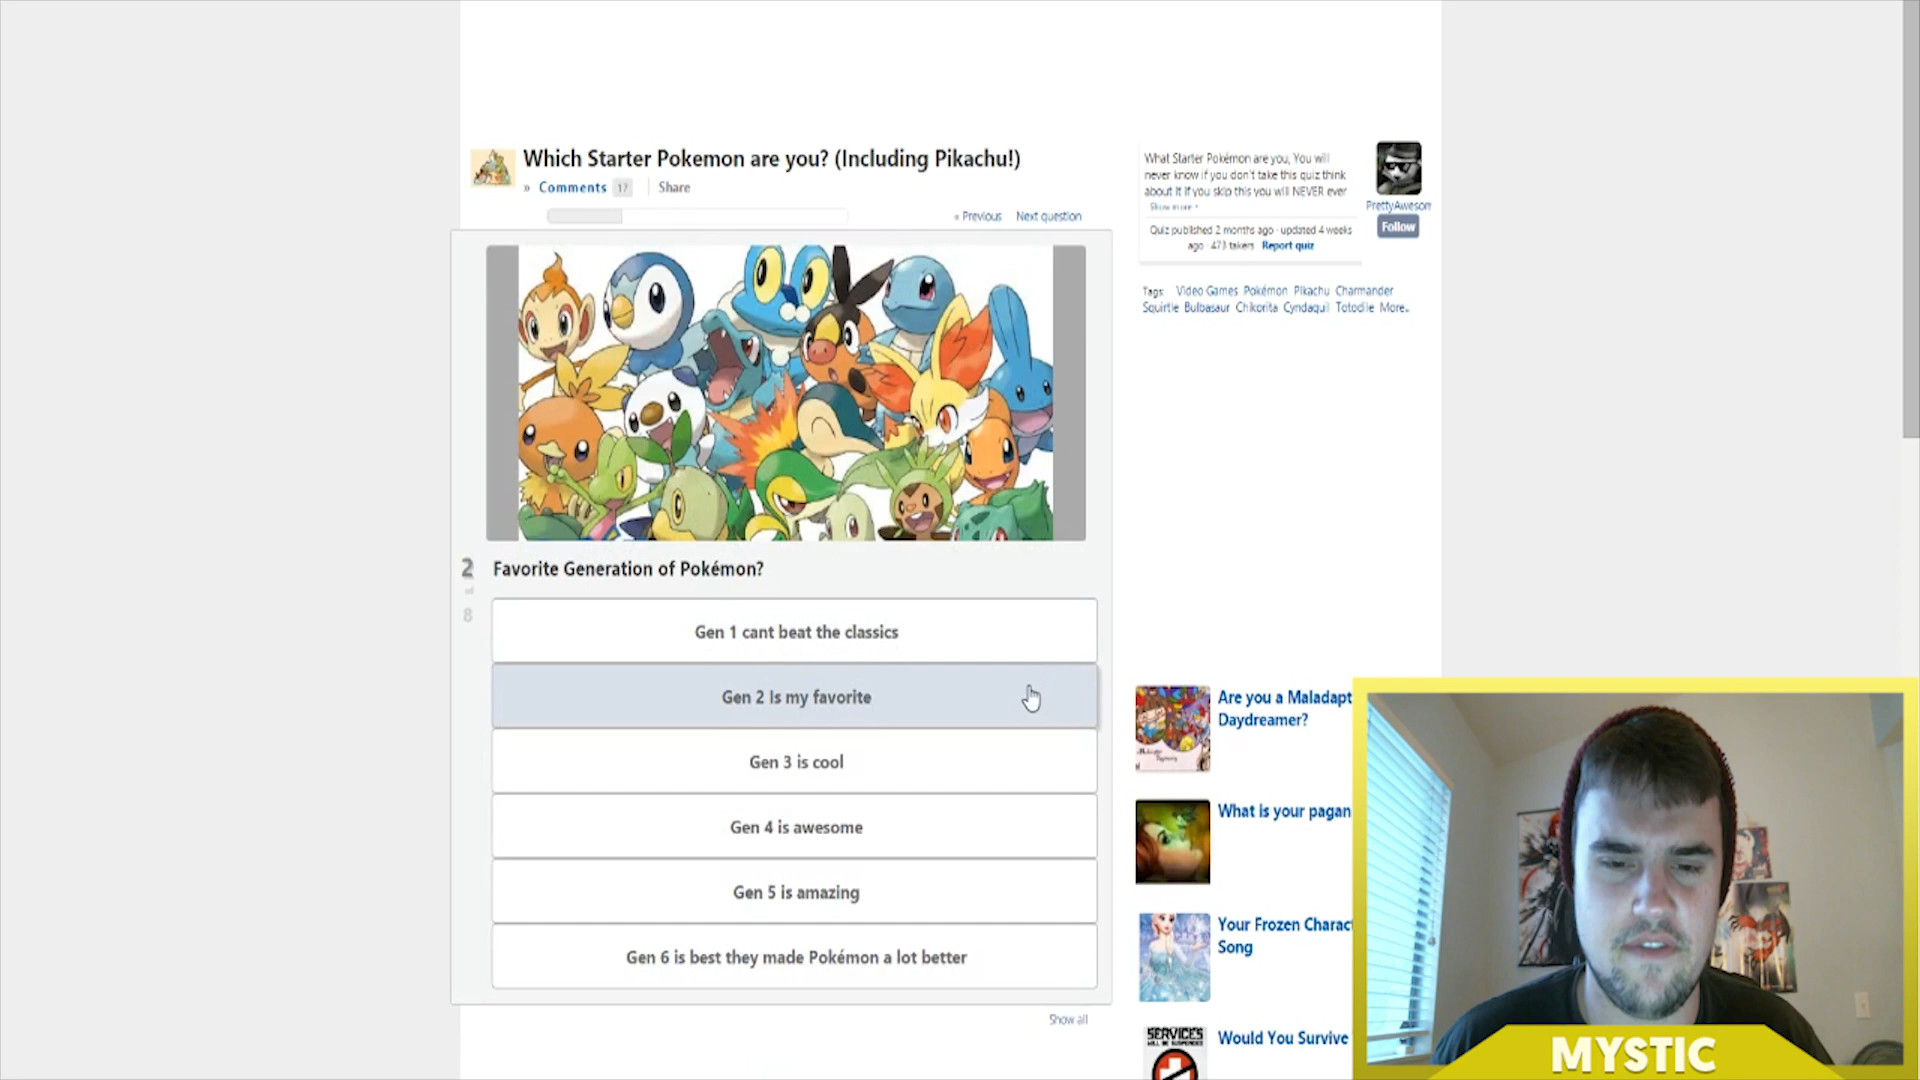 Which Starter Pokemon are you? (Including Pikachu!)
» Comments 17 Share
« Previous Next question
2
Favorite Generation of Pokémon?
8
Gen 1 cant beat the classics
Gen 2 Is my favorite
Gen 3 is cool
Gen 4 is awesome
Gen 5 is amazing
Gen 6 is best they made Pokémon a lot better
Show all
What Starter Pokémon are you, You will
never know if you don't take this quiz think
about it if you skip this you will NEVER ever
Show more
PrettyAwesom
Follow
Quiz published 2 months ago · updated 4 weeks
ago · 473 takers Report quiz
Tags: Video Games Pokémon Pikachu Charmander
Squirtle Bulbasaur Chikorita Cyndaquil Totodile More..
Are you a Maladapt
Daydreamer?
What is your pagan
Your Frozen Charac
Song
SERVICES
WILL BE SUSPENDED
Would You Survive
MYSTIC